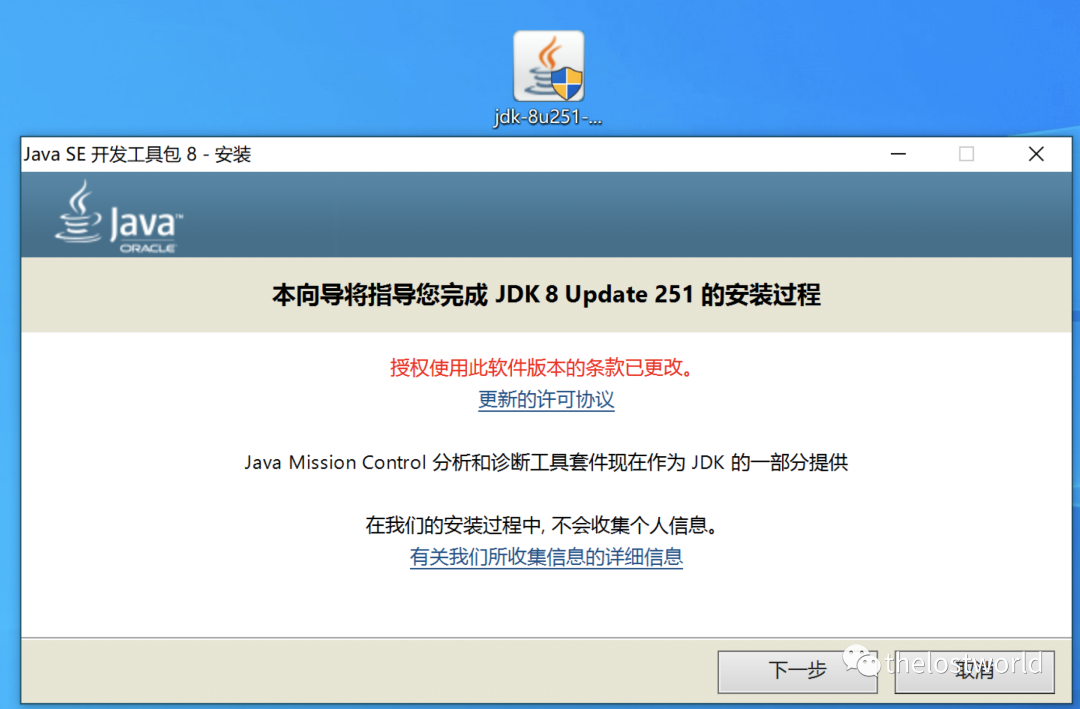 jdk-8u251-...
Java SE 开发工具包 8 - 安装
Java™
ORACLE
本向导将指导您完成 JDK 8 Update 251 的安装过程
授权使用此软件版本的条款已更改。
更新的许可协议
Java Mission Control 分析和诊断工具套件现在作为 JDK 的一部分提供
在我们的安装过程中, 不会收集个人信息。
有关我们所收集信息的详细信息
下一步
取消
thelostworld